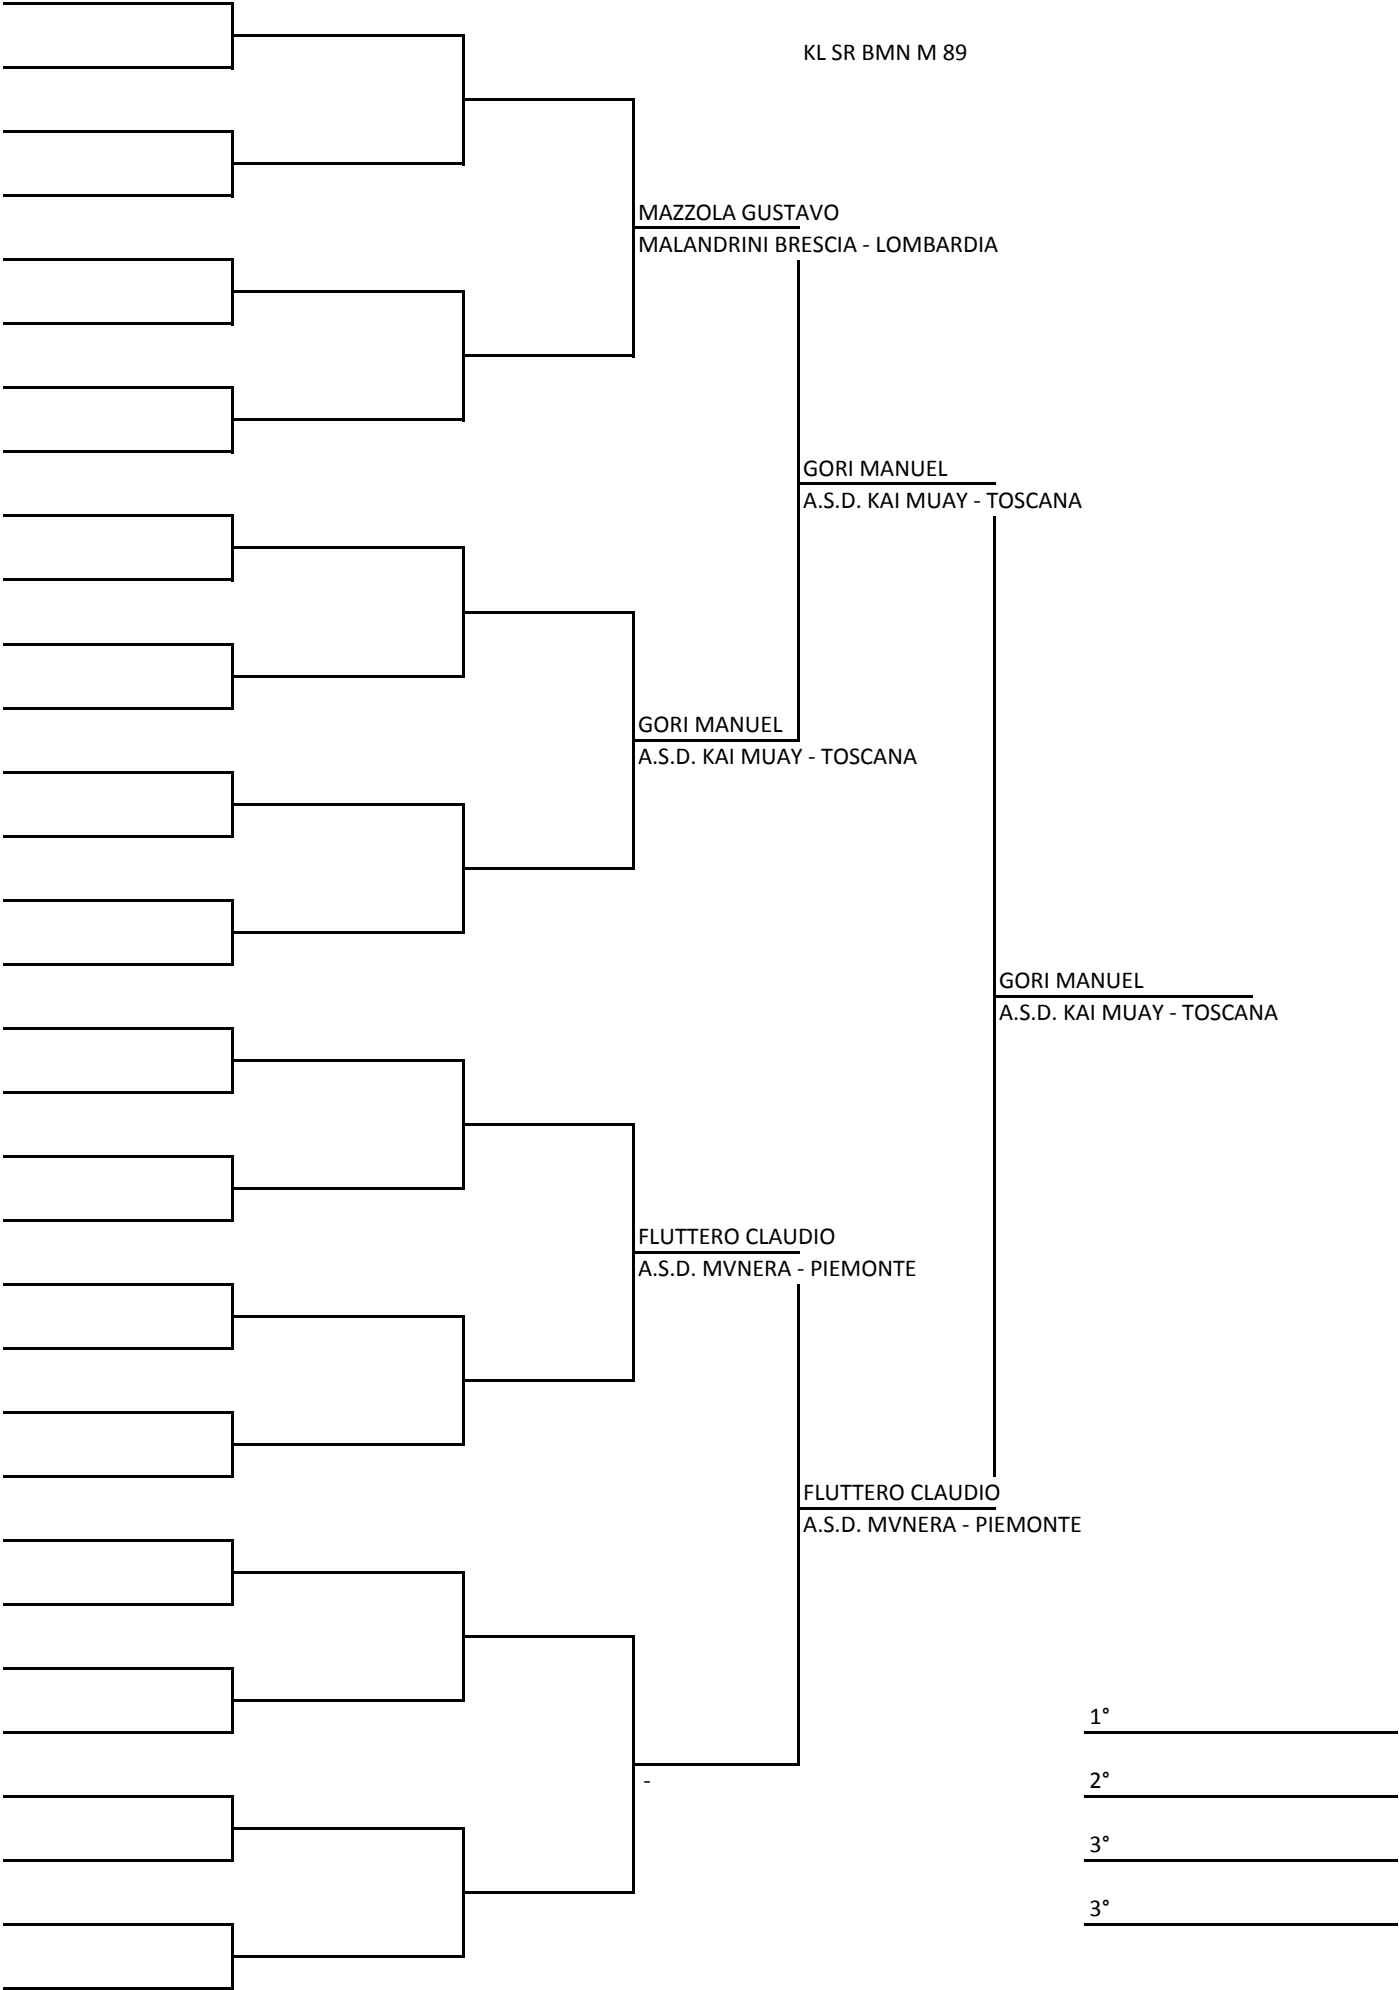 KL SR BMN M 89
MAZZOLA GUSTAVO
MALANDRINI BRESCIA - LOMBARDIA
GORI MANUEL
A.S.D. KAI MUAY - TOSCANA
GORI MANUEL
A.S.D. KAI MUAY - TOSCANA
GORI MANUEL
A.S.D. KAI MUAY - TOSCANA
FLUTTERO CLAUDIO
A.S.D. MVNERA - PIEMONTE
FLUTTERO CLAUDIO
A.S.D. MVNERA - PIEMONTE
1°
-
2°
3°
3°